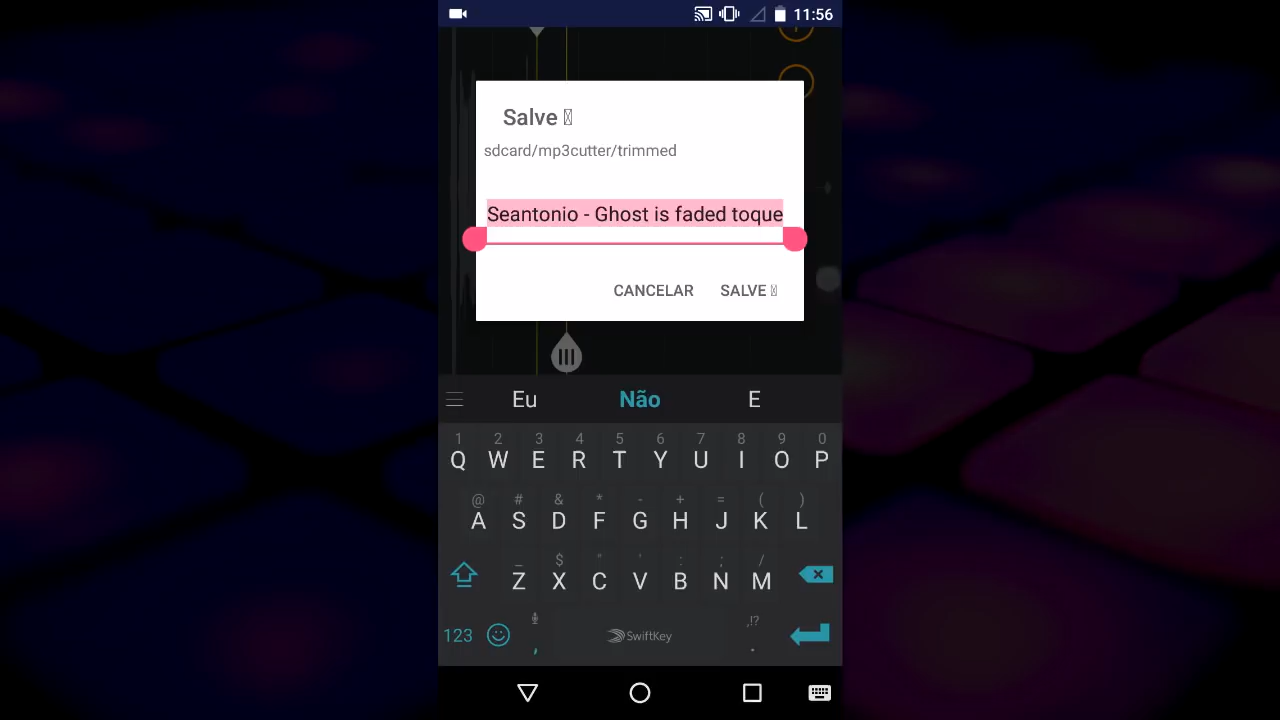 11:56
Salve
sdcard/mp3cutter/trimmed
Seantonio - Ghost is faded toque
CANCELAR SALVE
Eu Não E
1 2 3 4 5 6 7 8 9 0
Q W E R T Y U I O P
@ # & * - + = ( )
A S D F G H J K L
_ $ " ' : ; /
Z X C V B N M
123 , SwiftKey ,!? .